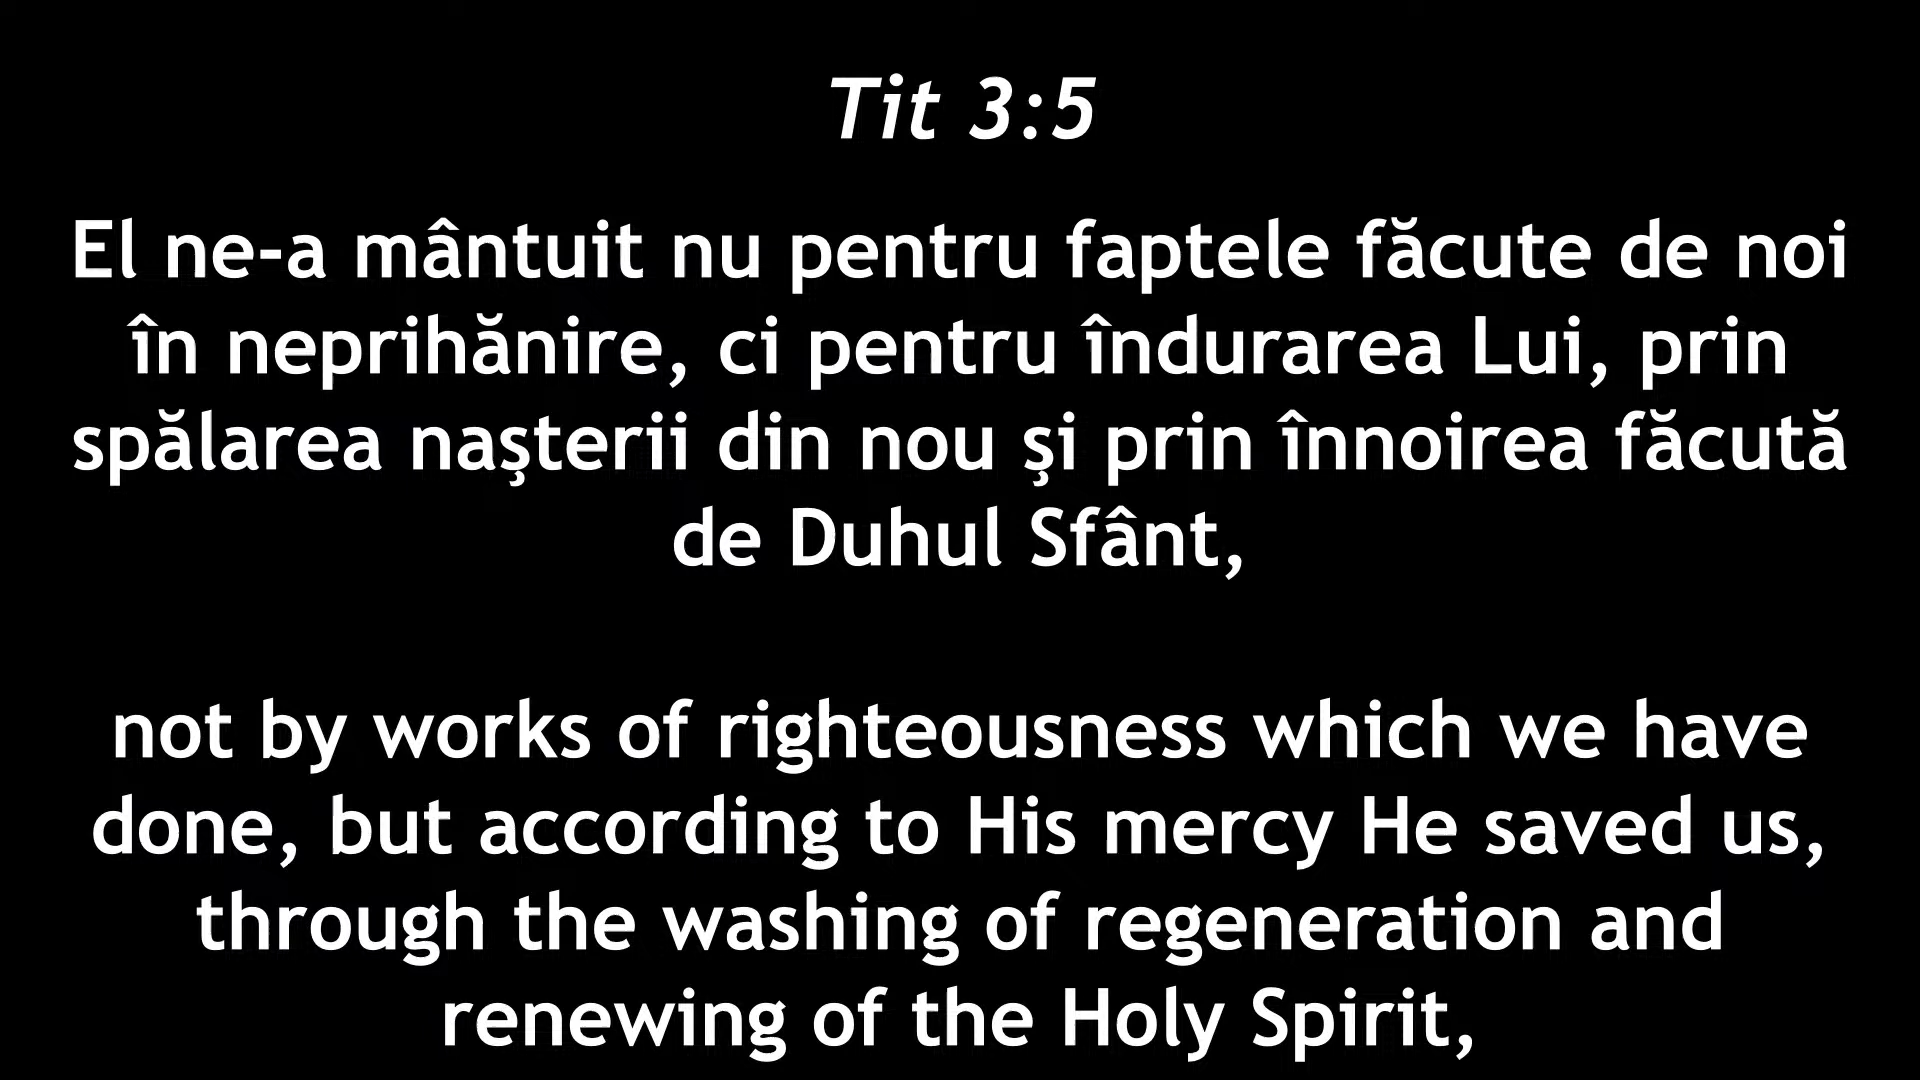 Tit 3:5
El ne-a mântuit nu pentru faptele făcute de noi
în neprihănire, ci pentru îndurarea Lui, prin
spălarea naşterii din nou şi prin înnoirea făcută
de Duhul Sfânt,
not by works of righteousness which we have
done, but according to His mercy He saved us,
through the washing of regeneration and
renewing of the Holy Spirit,